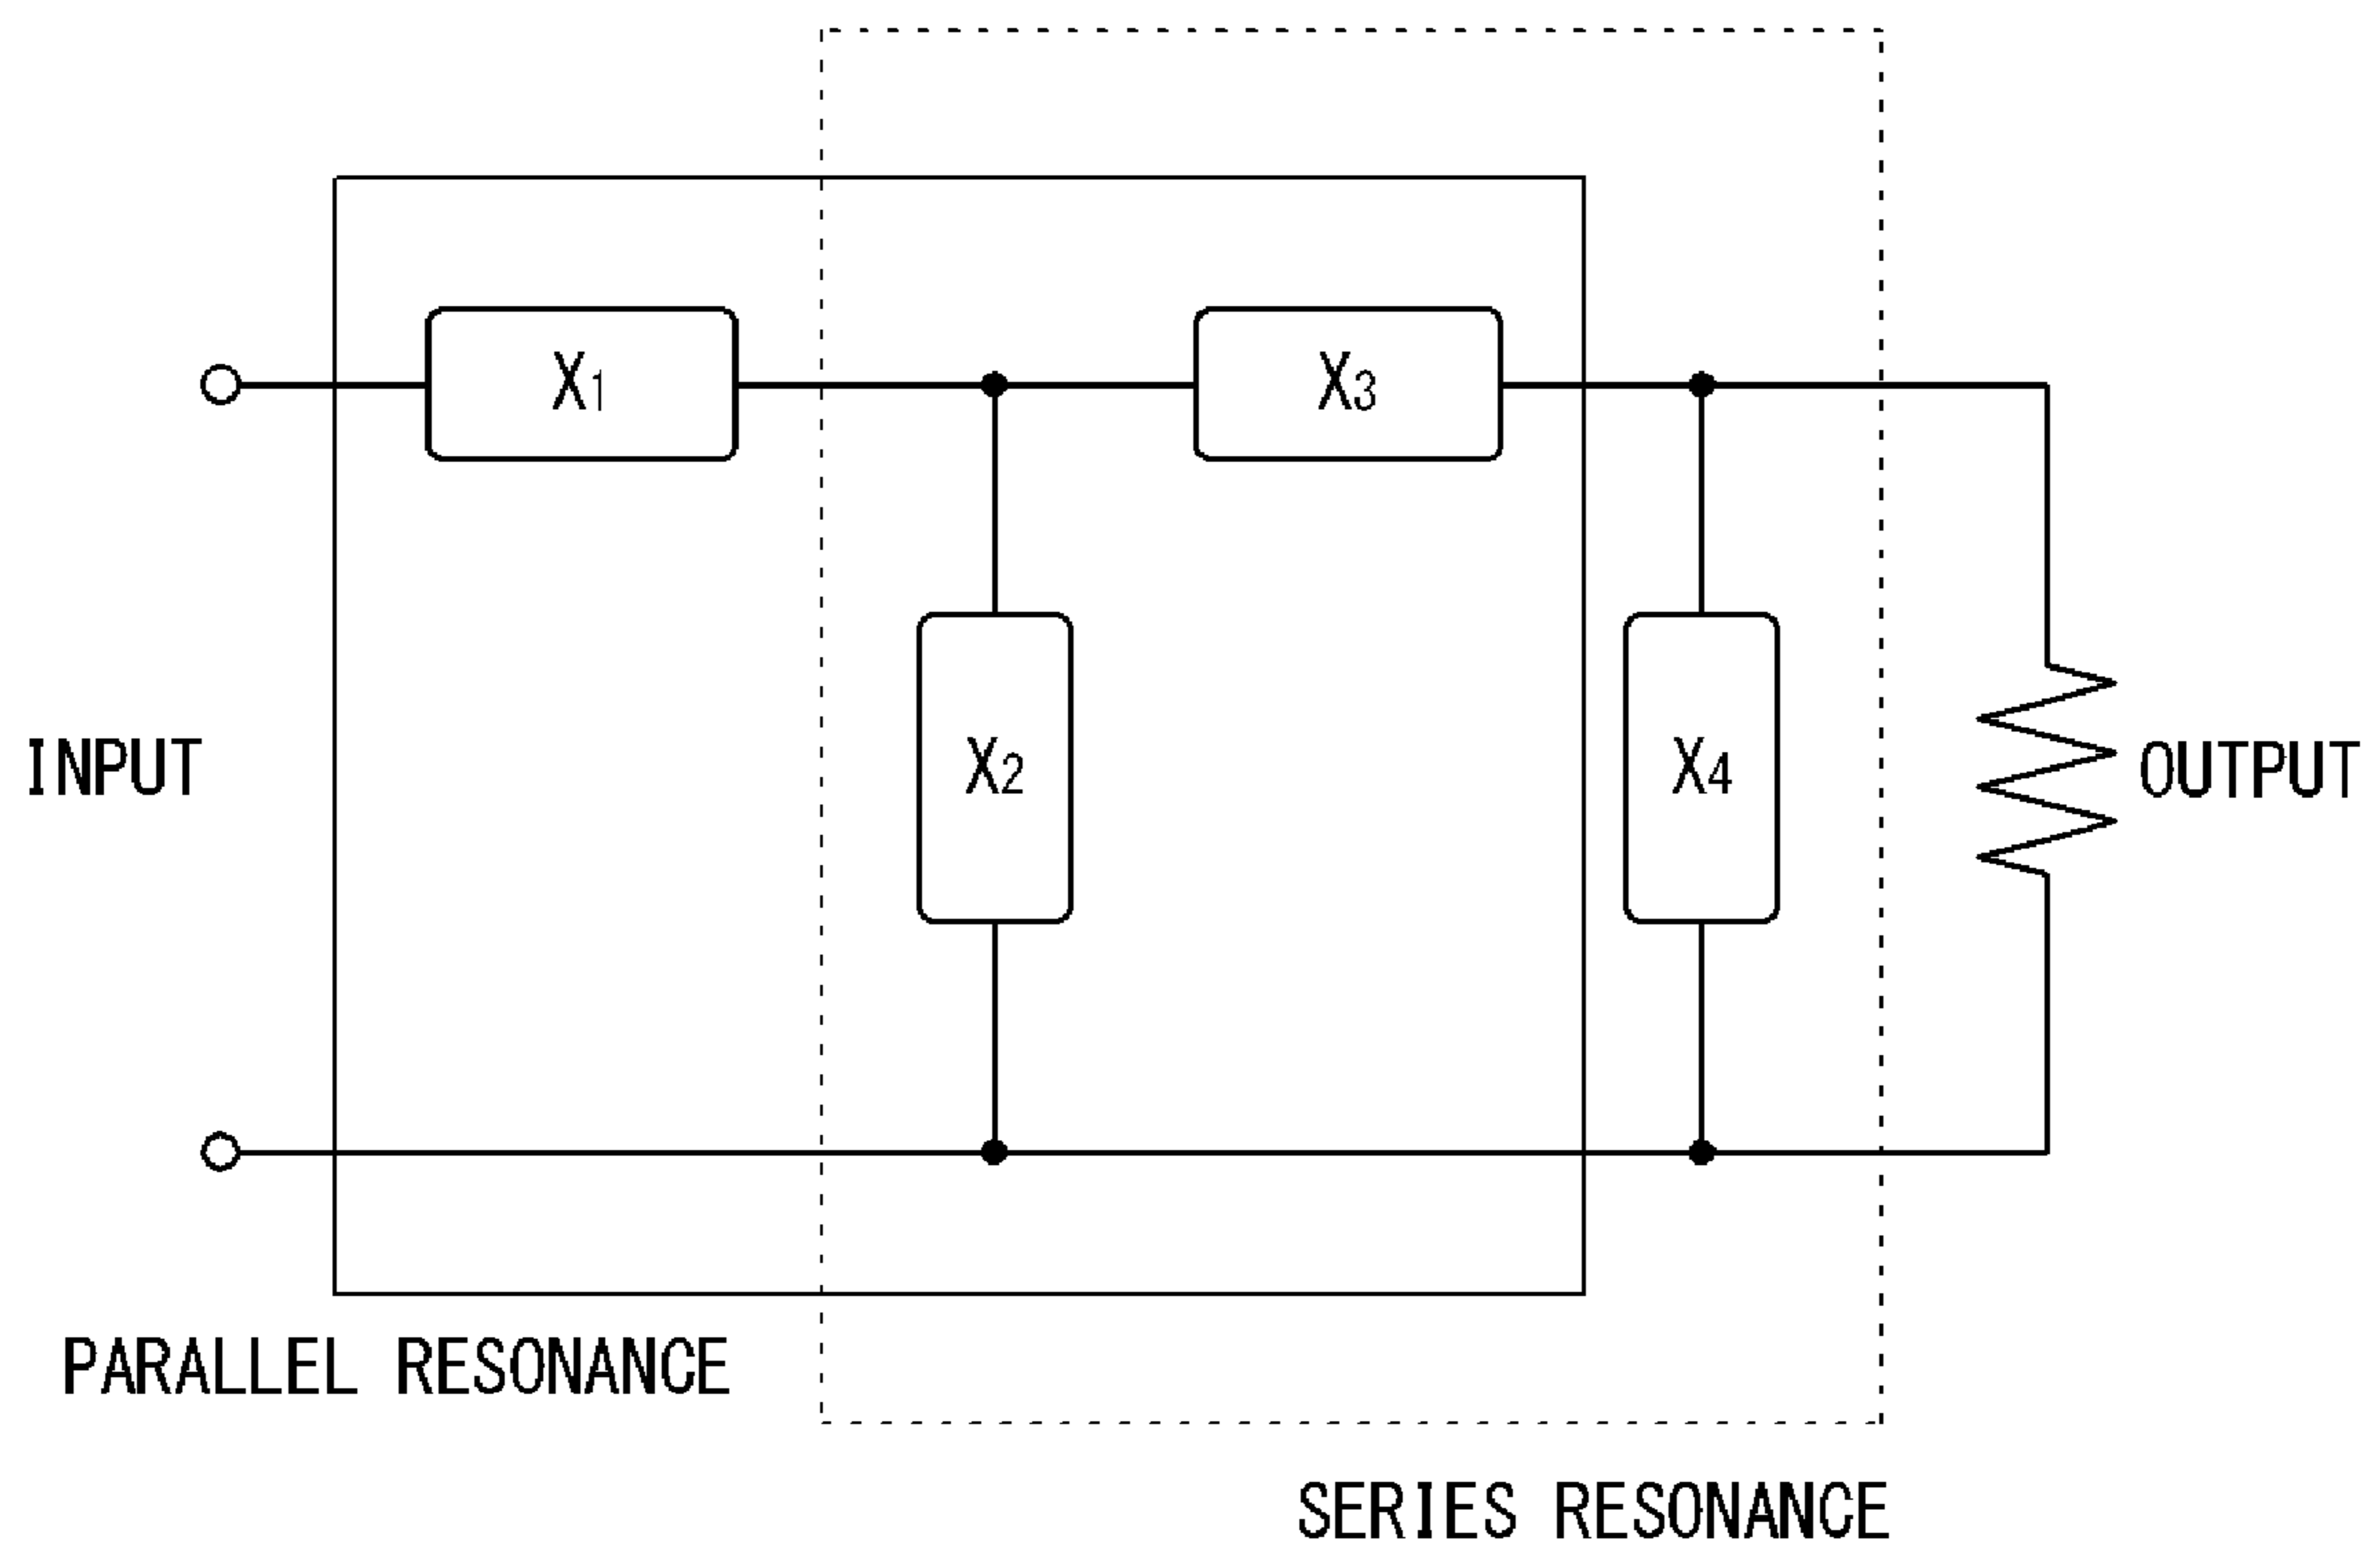 X1
X3
INPUT
X2
X4
OUTPUT
PARALLEL RESONANCE
SERIES RESONANCE